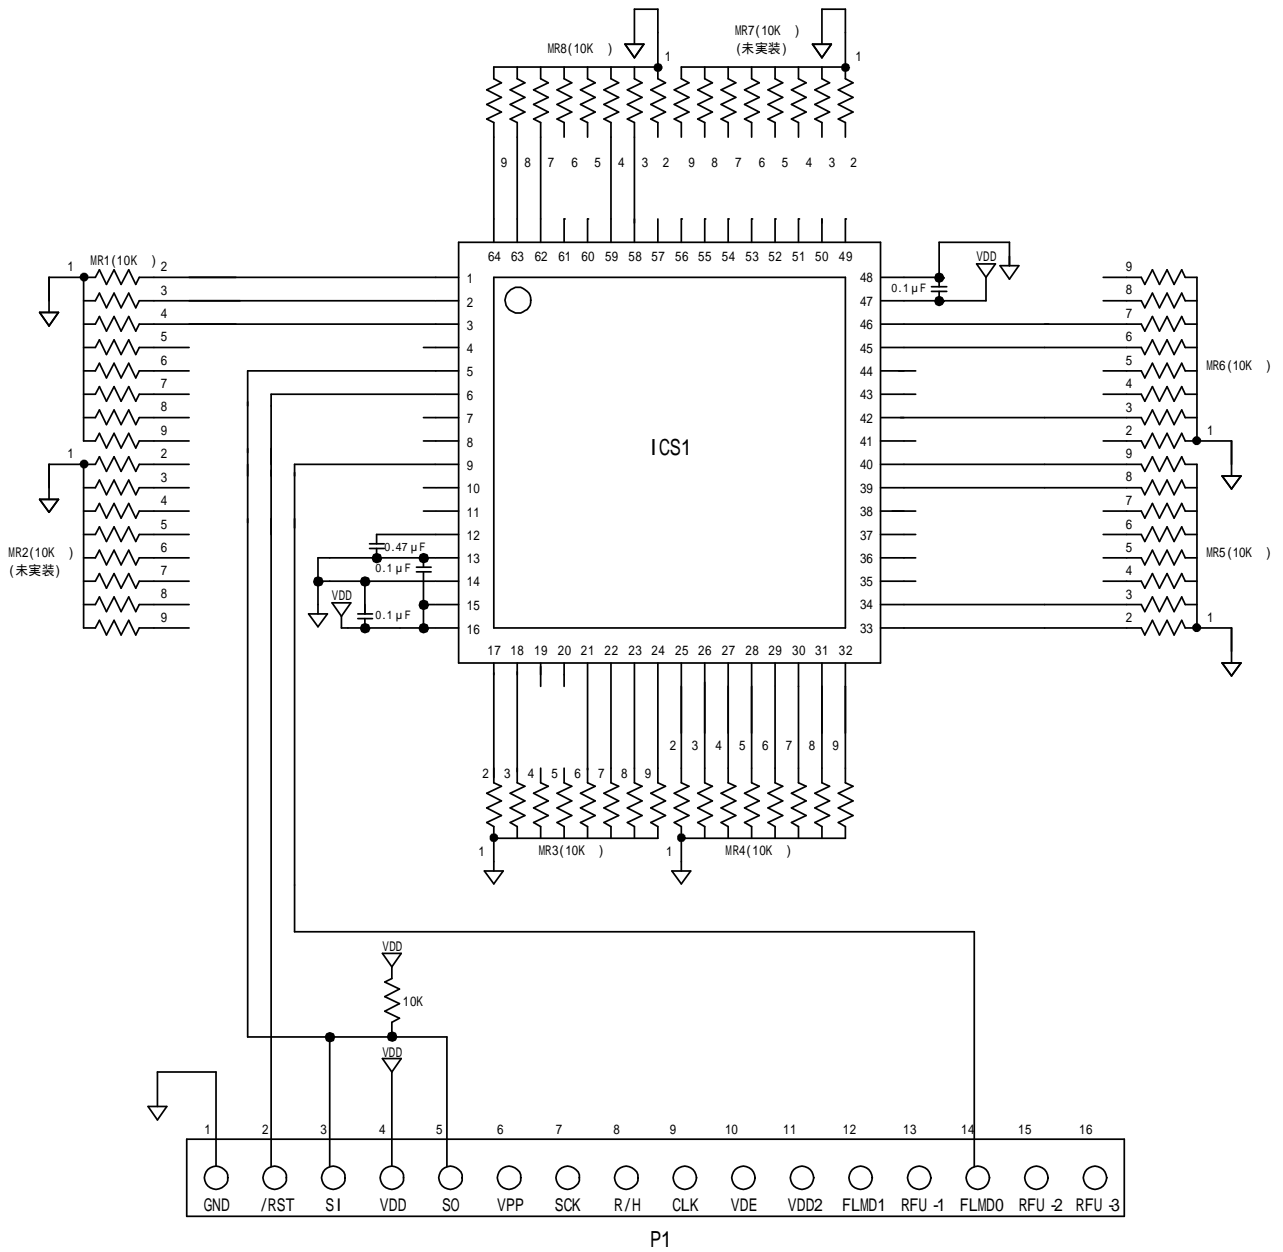 MR8(10K )
1
MR7(10K )
(未実装)
1
9 8 7 6 5 4 3 2 9 8 7 6 5 4 3 2
64 63 62 61 60 59 58 57 56 55 54 53 52 51 50 49
1 MR1(10K ) 2
3
4
5
6
7
8
9
1 2
3
4
5
6
7
8
9
MR2(10K )
(未実装)
1
2
3
4
5
6
7
8
9
10
11
12
13
14
15
16
0.47µF
0.1µF
VDD
0.1µF
ICS1
48
47
46
45
44
43
42
41
40
39
38
37
36
35
34
33
0.1µF
VDD
9
8
7
6
5
4
3
2
1
MR6(10K )
9
8
7
6
5
4
3
2
1
MR5(10K )
17 18 19 20 21 22 23 24 25 26 27 28 29 30 31 32
2 3 4 5 6 7 8 9
2 3 4 5 6 7 8 9
1 MR3(10K )
1 MR4(10K )
VDD
10K
VDD
1 2 3 4 5 6 7 8 9 10 11 12 13 14 15 16
GND /RST SI VDD SO VPP SCK R/H CLK VDE VDD2 FLMD1 RFU-1 FLMD0 RFU-2 RFU-3
P1